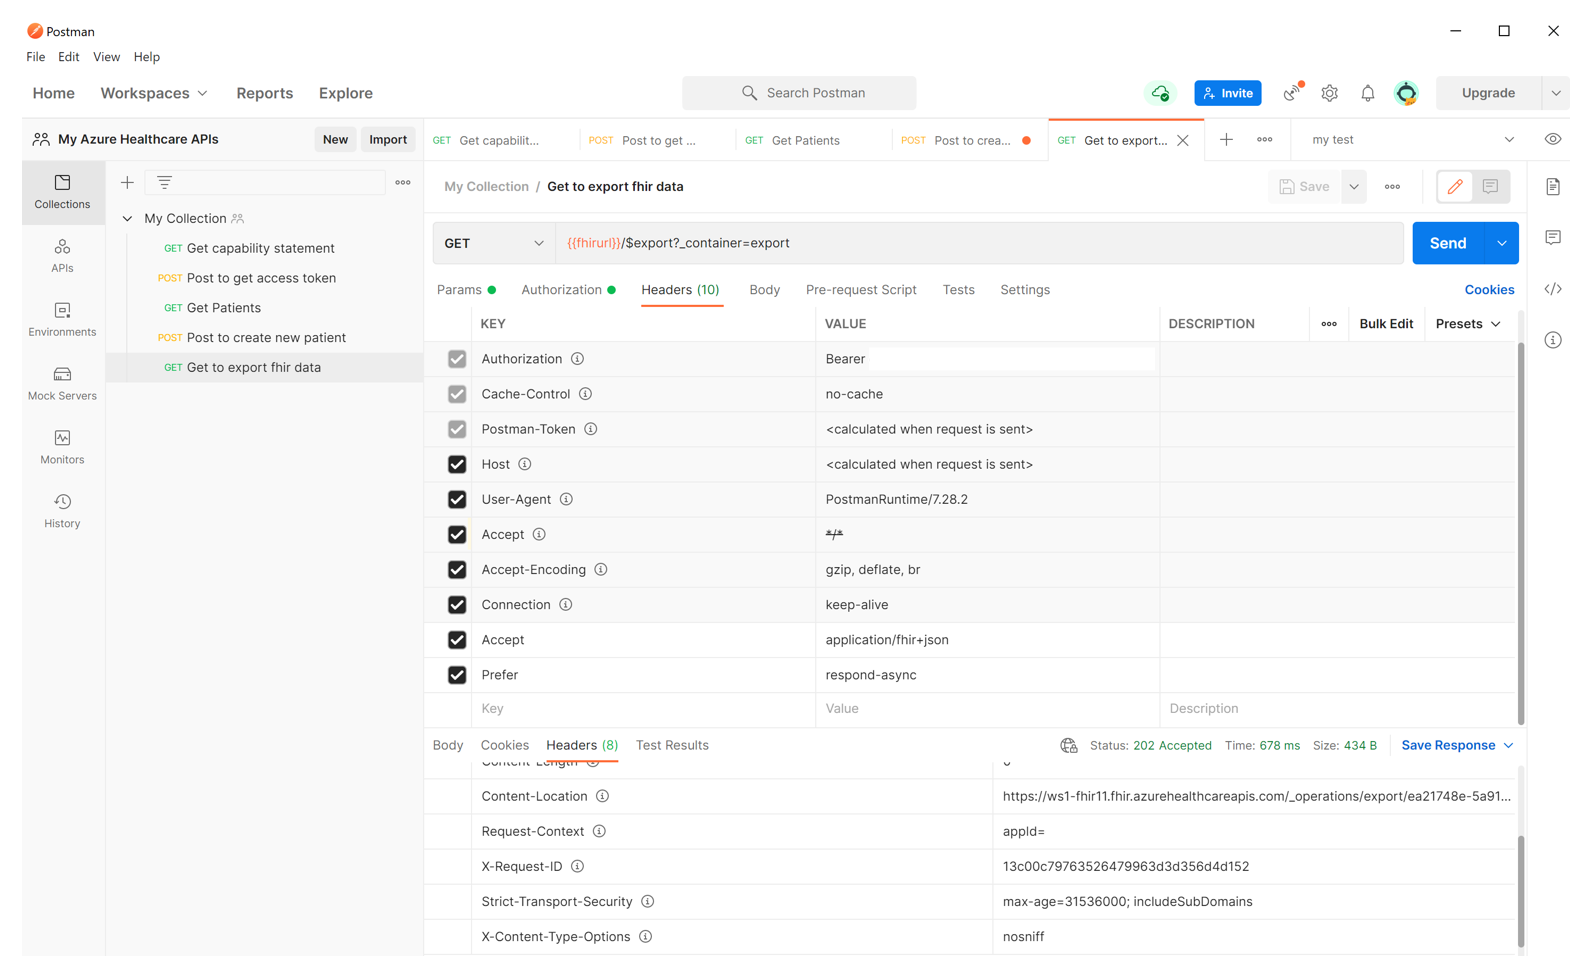 Postman
File Edit View Help
Home Workspaces Reports Explore Search Postman Invite Upgrade
My Azure Healthcare APIs New Import GET Get capabilit... POST Post to get ... GET Get Patients POST Post to crea... GET Get to export... my test
Collections
My Collection / Get to export fhir data Save
My Collection
GET Get capability statement
POST Post to get access token
GET Get Patients
POST Post to create new patient
GET Get to export fhir data
APIs
Environments
Mock Servers
Monitors
History
GET {{fhirurl}}/$export?_container=export Send
Params Authorization Headers (10) Body Pre-request Script Tests Settings Cookies
KEY VALUE DESCRIPTION Bulk Edit Presets
Authorization Bearer
Cache-Control no-cache
Postman-Token <calculated when request is sent>
Host <calculated when request is sent>
User-Agent PostmanRuntime/7.28.2
Accept */*
Accept-Encoding gzip, deflate, br
Connection keep-alive
Accept application/fhir+json
Prefer respond-async
Key Value Description
Body Cookies Headers (8) Test Results Status: 202 Accepted Time: 678 ms Size: 434 B Save Response
Content-Length 0
Content-Location https://ws1-fhir11.fhir.azurehealthcareapis.com/_operations/export/ea21748e-5a91...
Request-Context appId=
X-Request-ID 13c00c79763526479963d3d356d4d152
Strict-Transport-Security max-age=31536000; includeSubDomains
X-Content-Type-Options nosniff